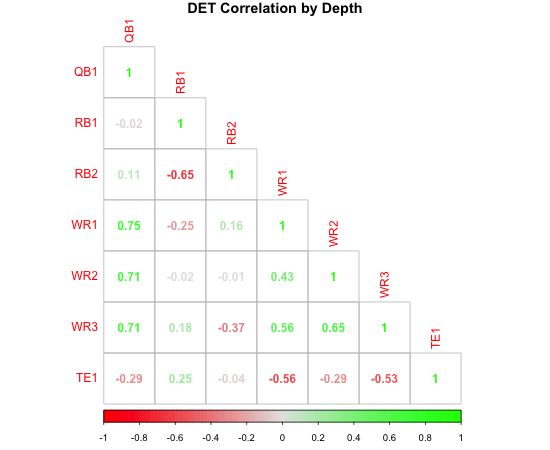 DET Correlation by Depth
QB1
QB1 1 RB1
RB1 -0.02 1 RB2
RB2 0.11 -0.65 1 WR1
WR1 0.75 -0.25 0.16 1 WR2
WR2 0.71 -0.02 -0.01 0.43 1 WR3
WR3 0.71 0.18 -0.37 0.56 0.65 1 TE1
TE1 -0.29 0.25 -0.04 -0.56 -0.29 -0.53 1
-1 -0.8 -0.6 -0.4 -0.2 0 0.2 0.4 0.6 0.8 1